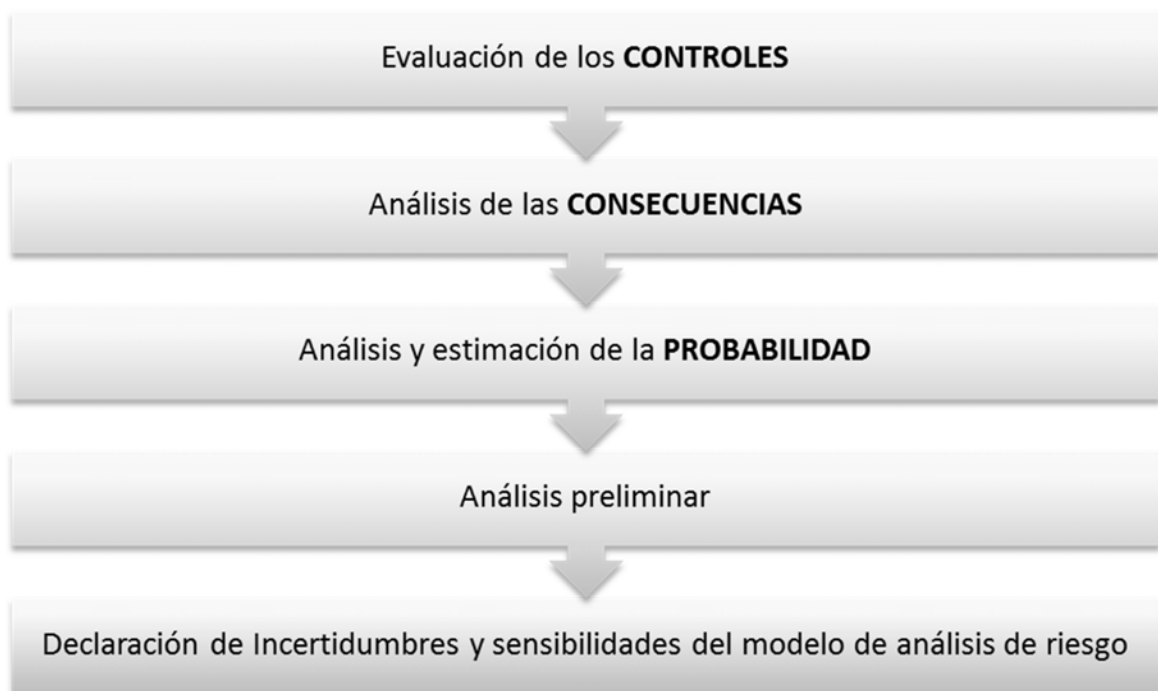 Evaluación de los CONTROLES
Análisis de las CONSECUENCIAS
Análisis y estimación de la PROBABILIDAD
Análisis preliminar
Declaración de Incertidumbres y sensibilidades del modelo de análisis de riesgo